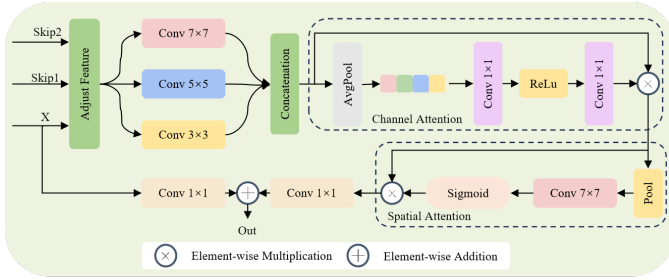 Skip2
Skip1
X
Adjust Feature
Conv 7×7
Conv 5×5
Conv 3×3
Concatenation
AvgPool
Conv 1×1
ReLu
Conv 1×1
Channel Attention
Conv 1×1
Conv 1×1
Sigmoid
Conv 7×7
Pool
Spatial Attention
Out
Element-wise Multiplication
Element-wise Addition